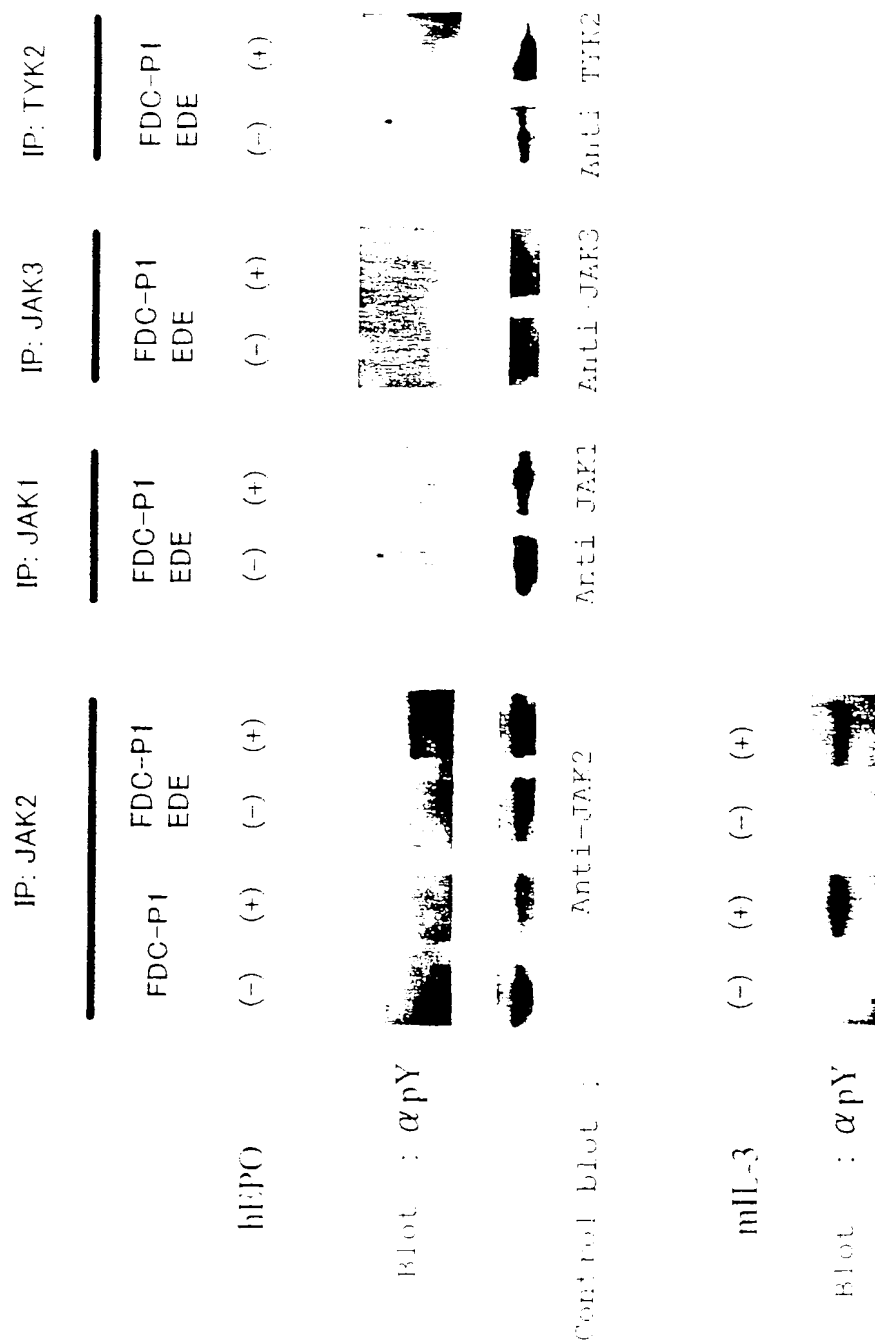 IP: JAK2 IP: JAK1 IP: JAK3 IP: TYK2
FDC-P1 FDC-P1 FDC-P1 FDC-P1 FDC-P1
EDE EDE EDE EDE
hEPO (−) (+) (−) (+) (−) (+) (−) (+) (−) (+)
Blot : αpY
Control blot : Anti-JAK2 Anti JAK1 Anti JAK3 Anti TYK2
mIL-3 (−) (+) (−) (+)
Blot : αpY